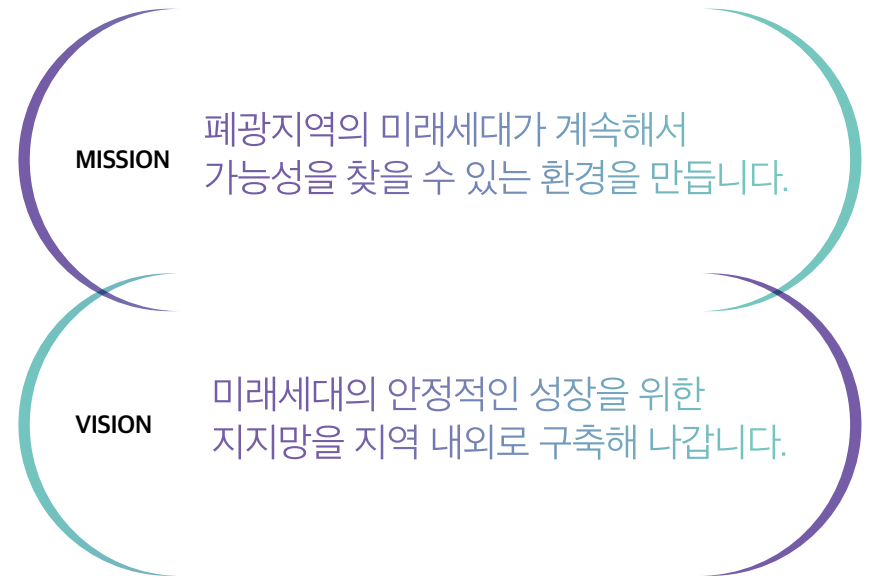 MISSION
폐광지역의 미래세대가 계속해서
가능성을 찾을 수 있는 환경을 만듭니다.
VISION
미래세대의 안정적인 성장을 위한
지지망을 지역 내외로 구축해 나갑니다.